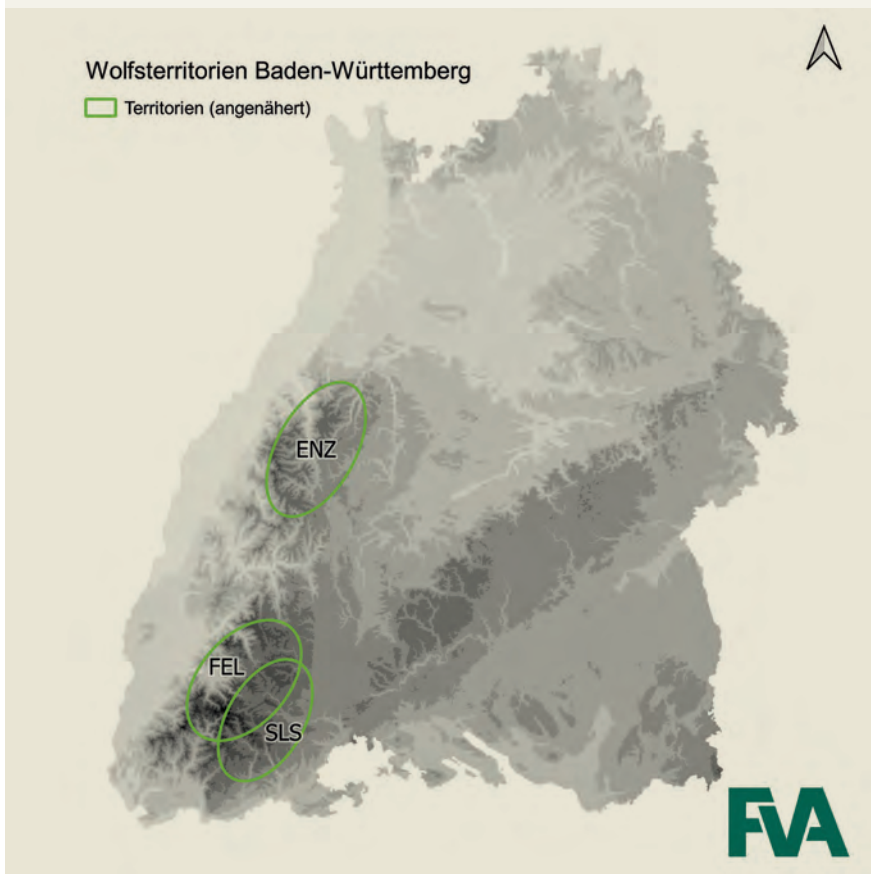 Wolfsterritorien Baden-Württemberg
Territorien (angenähert)
ENZ
FEL
SLS
FVA